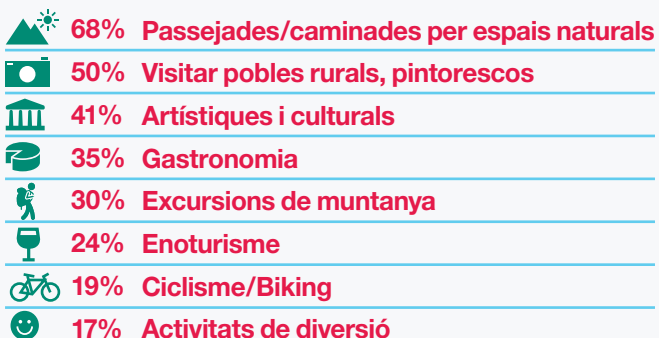 68% Passejades/caminades per espais naturals
50% Visitar pobles rurals, pintorescos
41% Artístiques i culturals
35% Gastronomia
30% Excursions de muntanya
24% Enoturisme
19% Ciclisme/Biking
17% Activitats de diversió